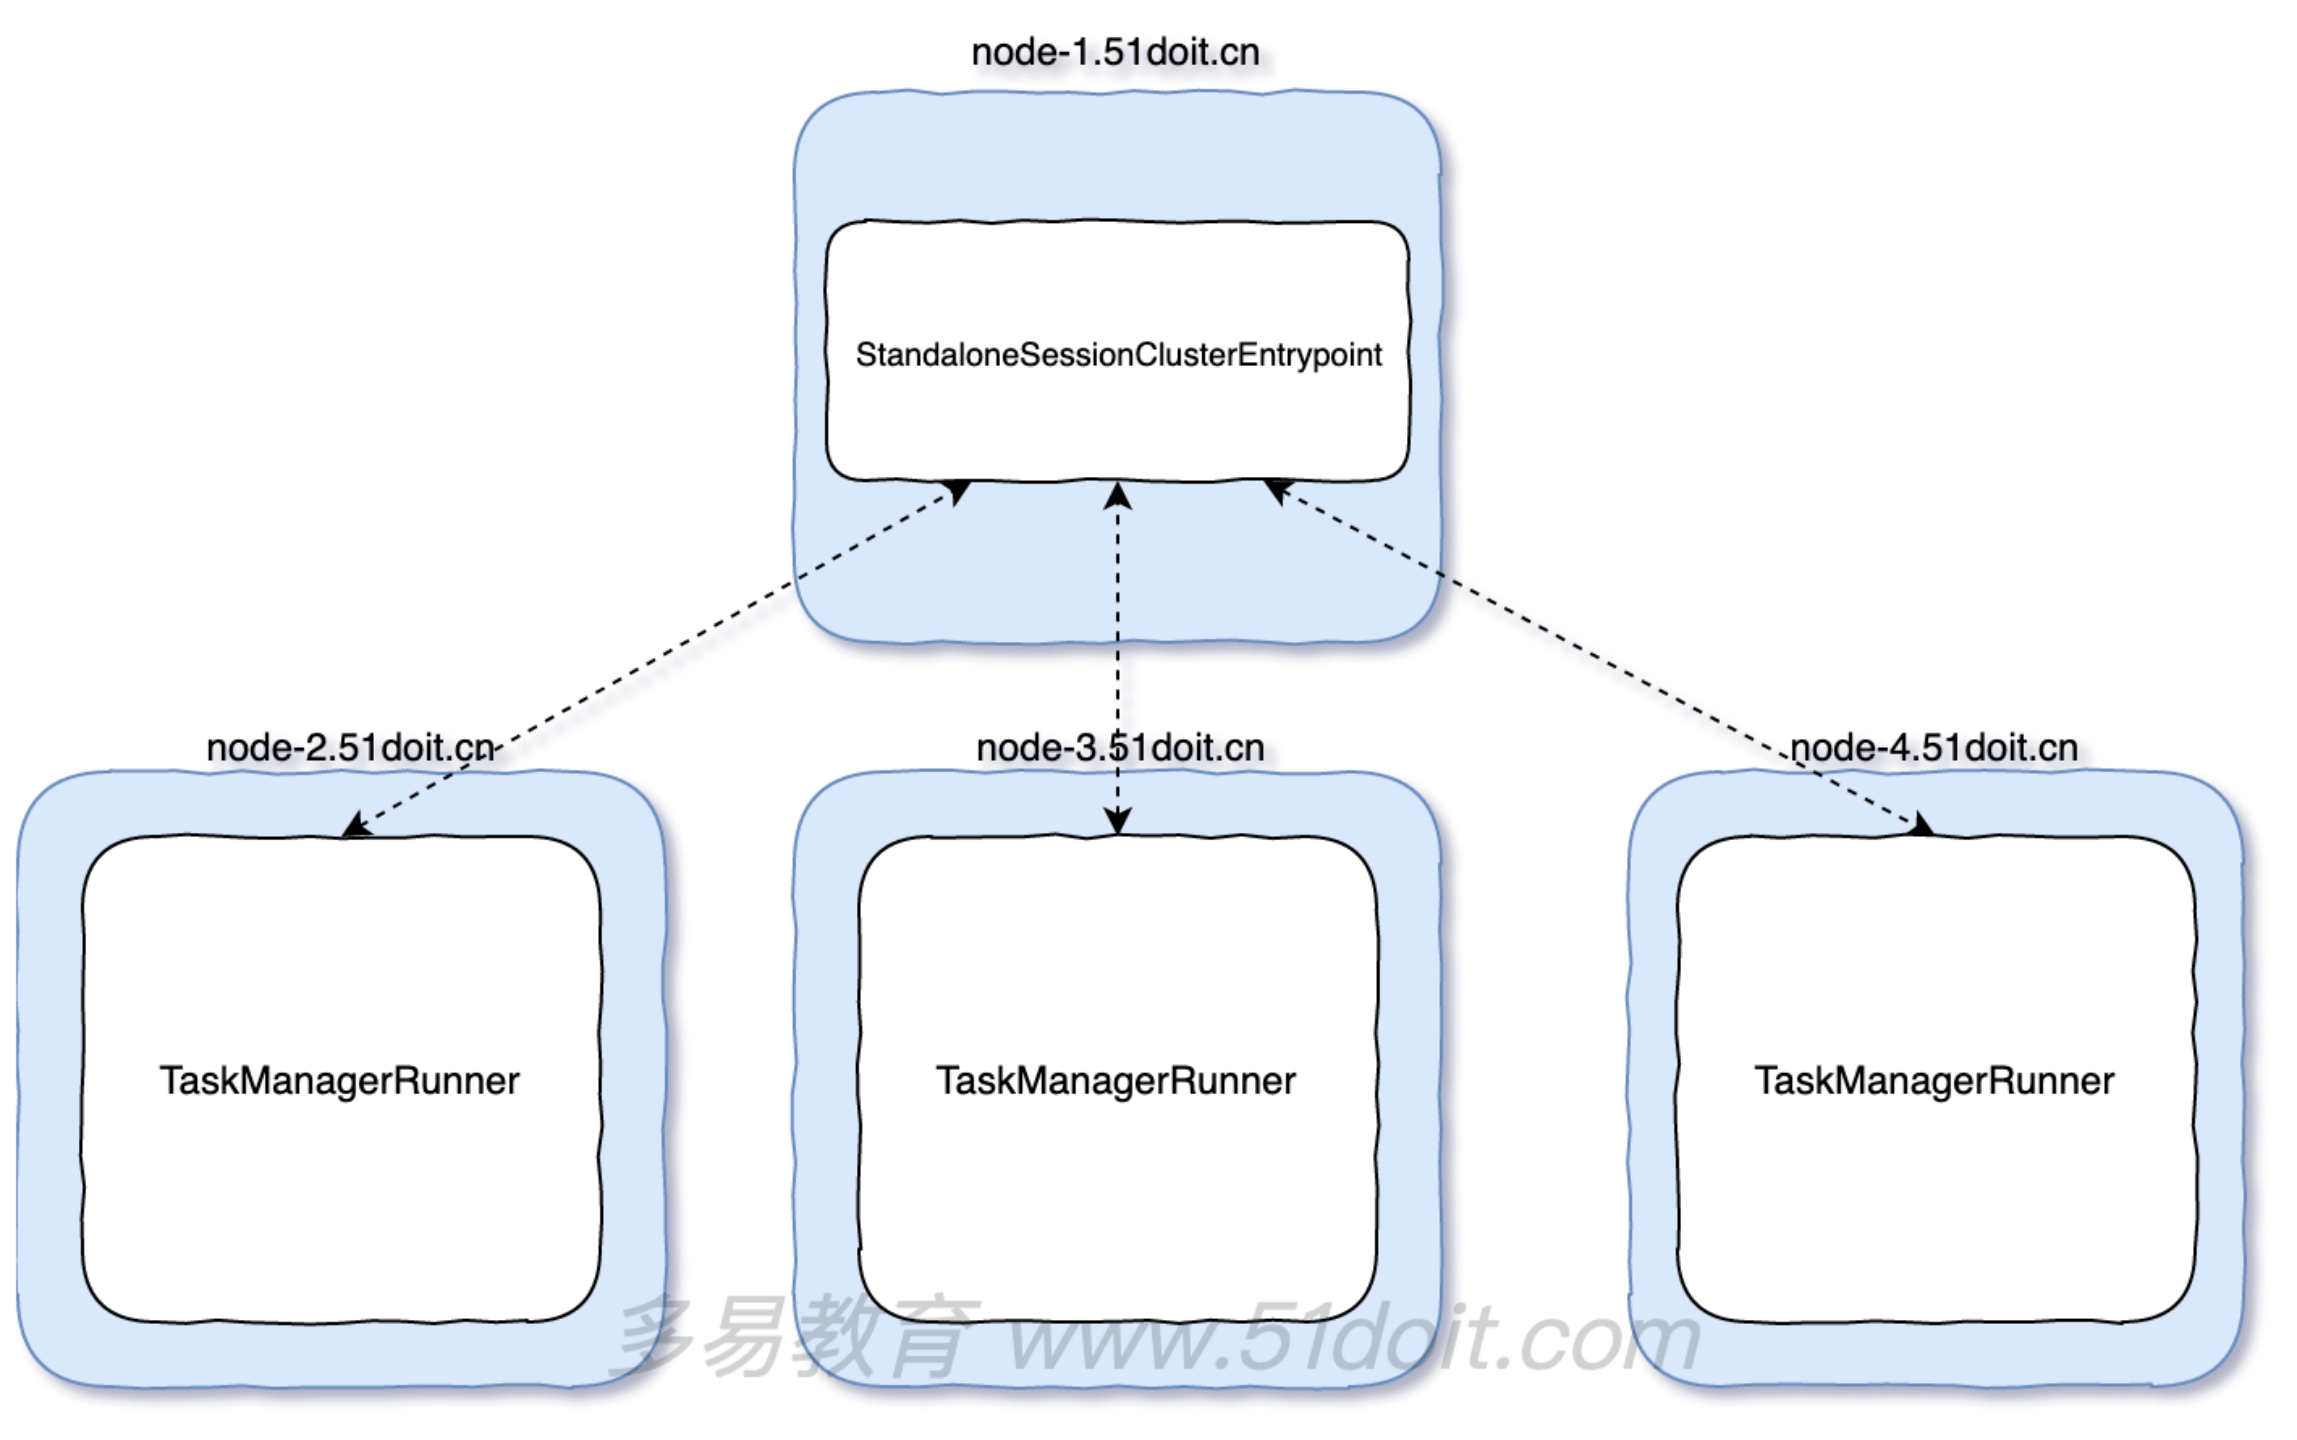 node-1.51doit.cn
StandaloneSessionClusterEntrypoint
node-2.51doit.cn
node-3.51doit.cn
node-4.51doit.cn
TaskManagerRunner
TaskManagerRunner
TaskManagerRunner
多易教育 www.51doit.com